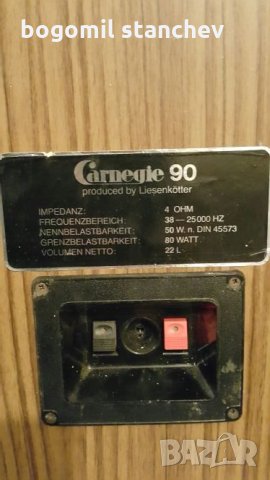 bogomil stanchev
Carnegie 90
produced by Liesenkötter
IMPEDANZ: 4 OHM
FREQUENZBEREICH: 38—25000 HZ
NENNBELASTBARKEIT: 50 W. n. DIN 45573
GRENZBELASTBARKEIT: 80 WATT
VOLUMEN NETTO: 22 L
BAZAR